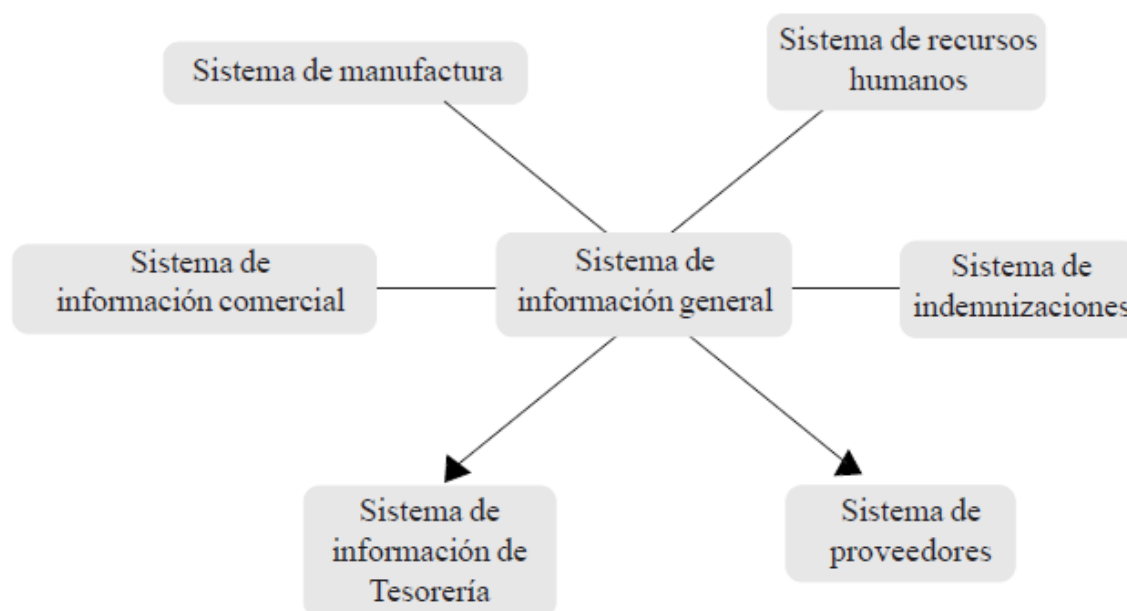 Sistema de manufactura
Sistema de recursos
humanos
Sistema de
información comercial
Sistema de
información general
Sistema de
indemnizaciones
Sistema de
información de
Tesorería
Sistema de
proveedores